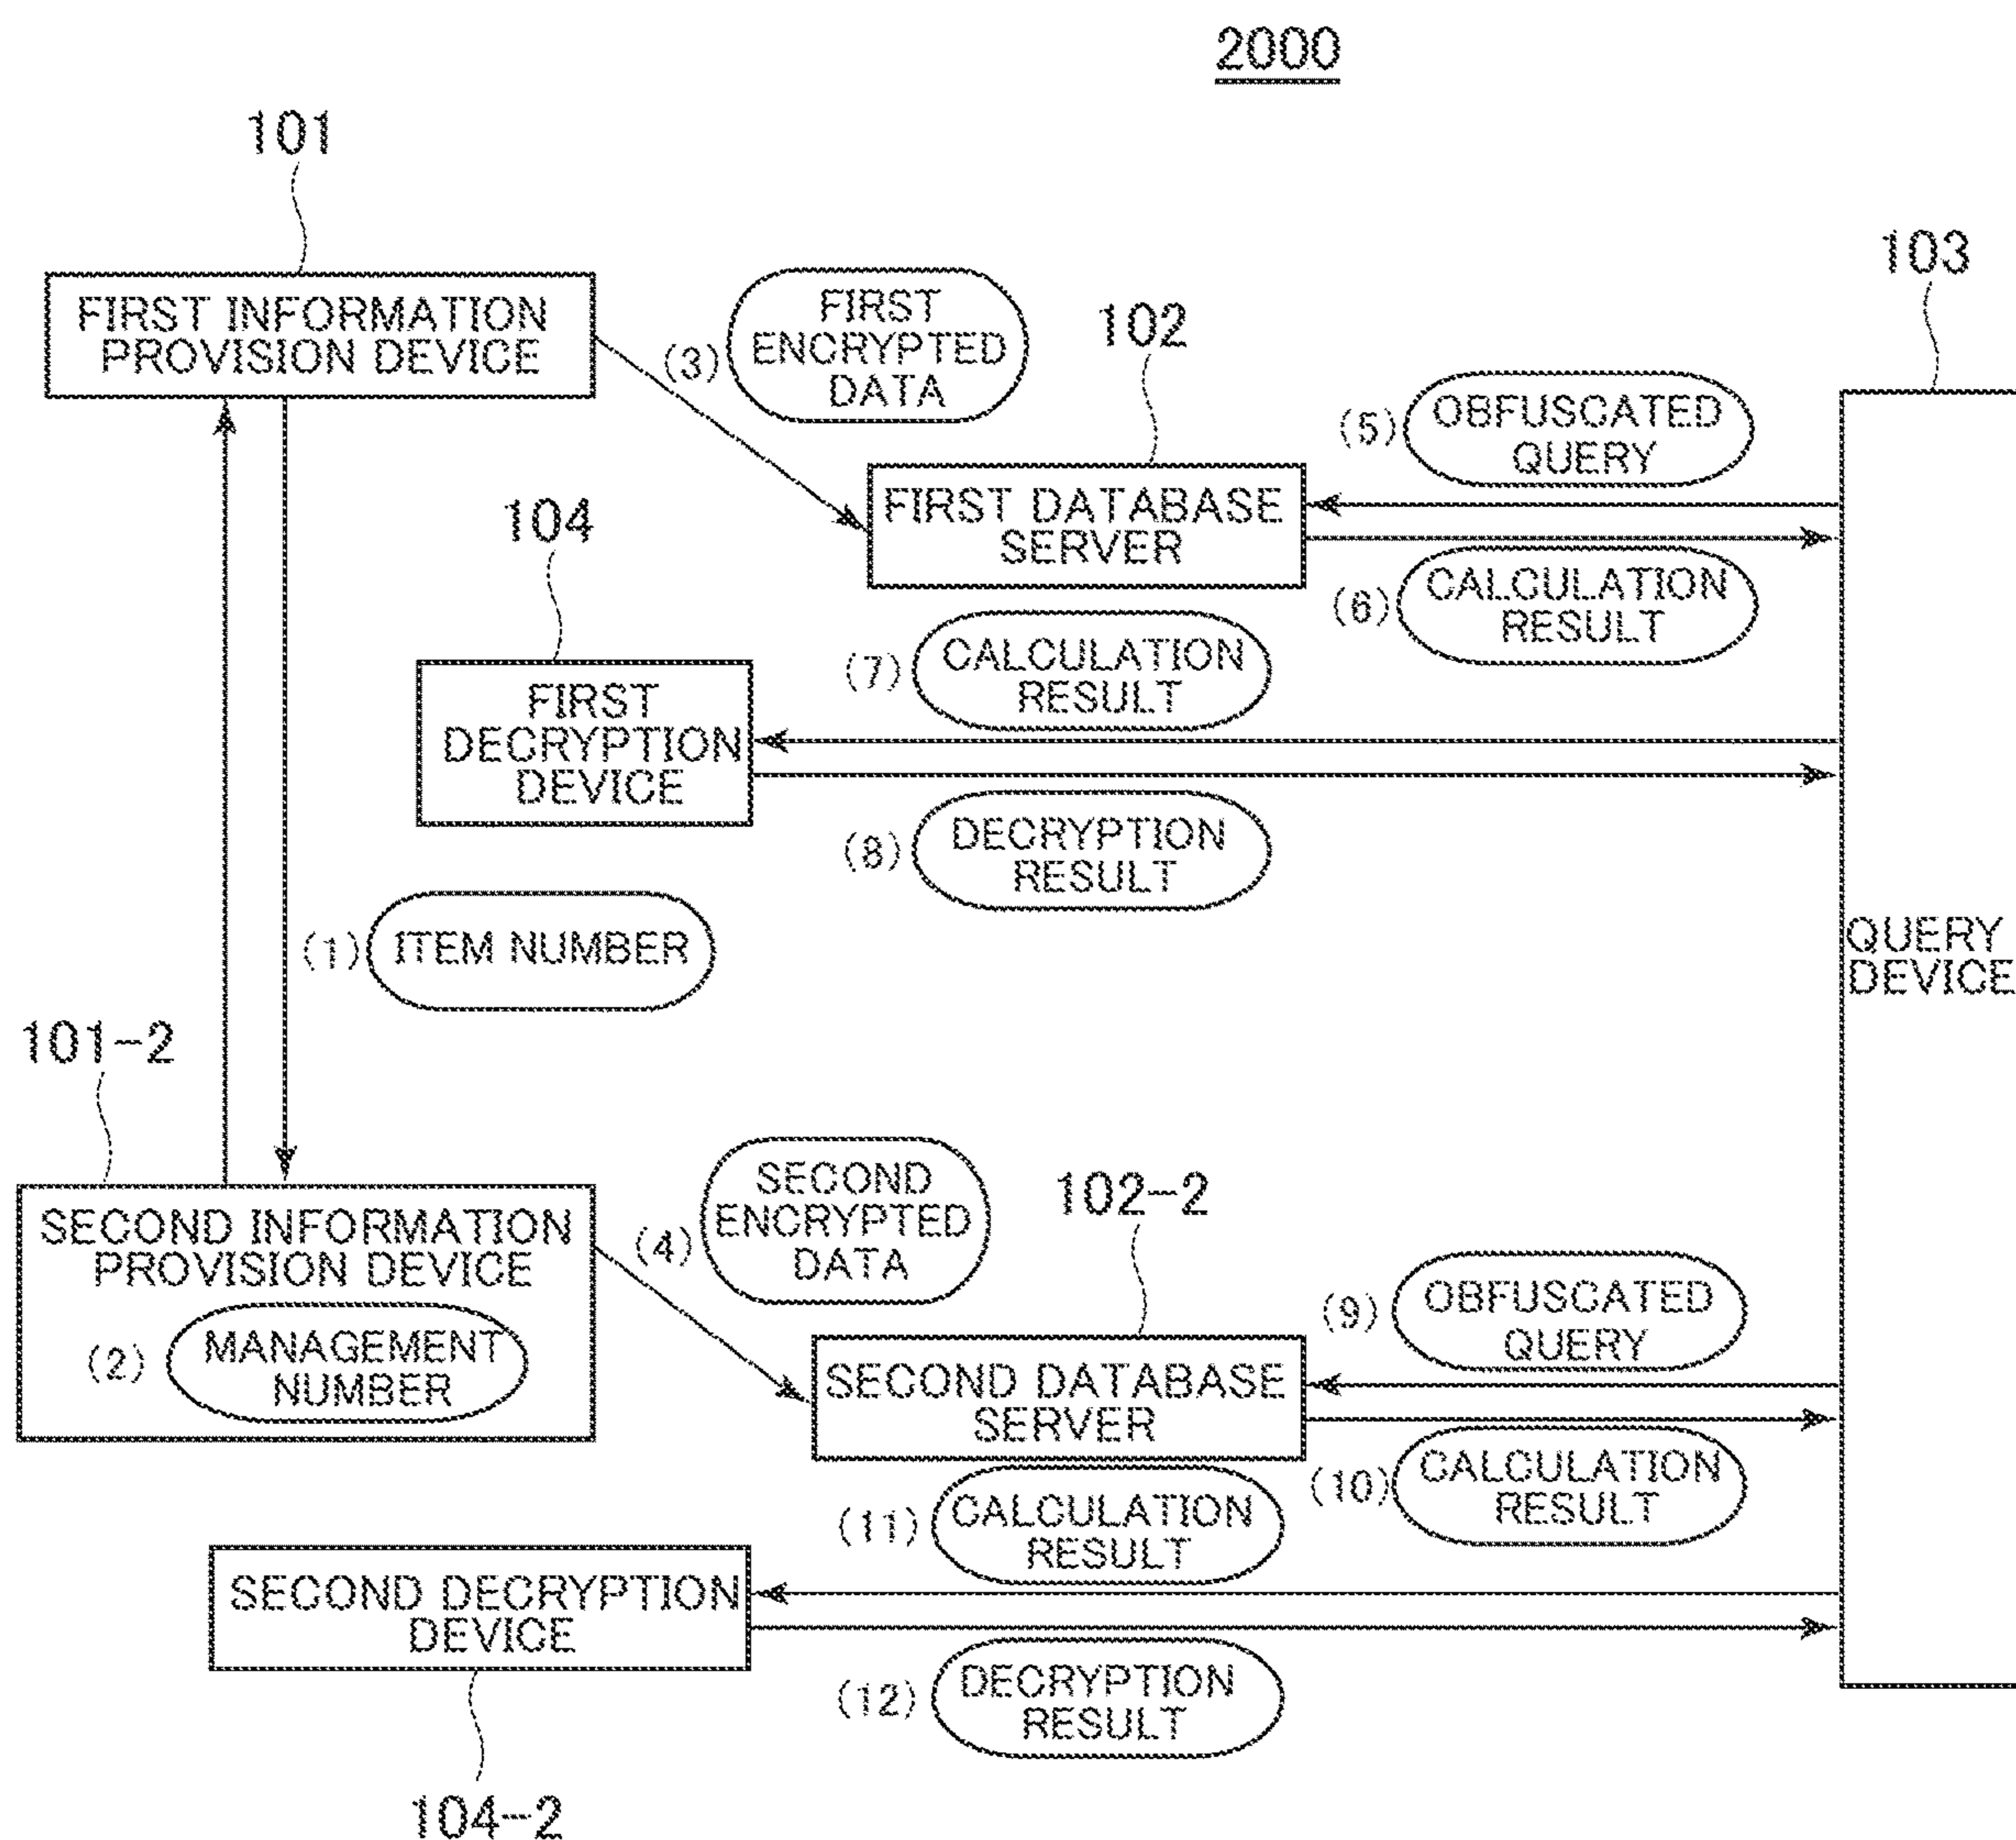 2000
101
FIRST INFORMATION
PROVISION DEVICE
(3)
FIRST
ENCRYPTED
DATA
102
FIRST DATABASE
SERVER
103
(5)
OBFUSCATED
QUERY
(6)
CALCULATION
RESULT
104
FIRST
DECRYPTION
DEVICE
(7)
CALCULATION
RESULT
(8)
DECRYPTION
RESULT
(1)
ITEM NUMBER
QUERY
DEVICE
101-2
SECOND INFORMATION
PROVISION DEVICE
(2)
MANAGEMENT
NUMBER
(4)
SECOND
ENCRYPTED
DATA
102-2
SECOND DATABASE
SERVER
(9)
OBFUSCATED
QUERY
(10)
CALCULATION
RESULT
(11)
CALCULATION
RESULT
SECOND DECRYPTION
DEVICE
(12)
DECRYPTION
RESULT
104-2